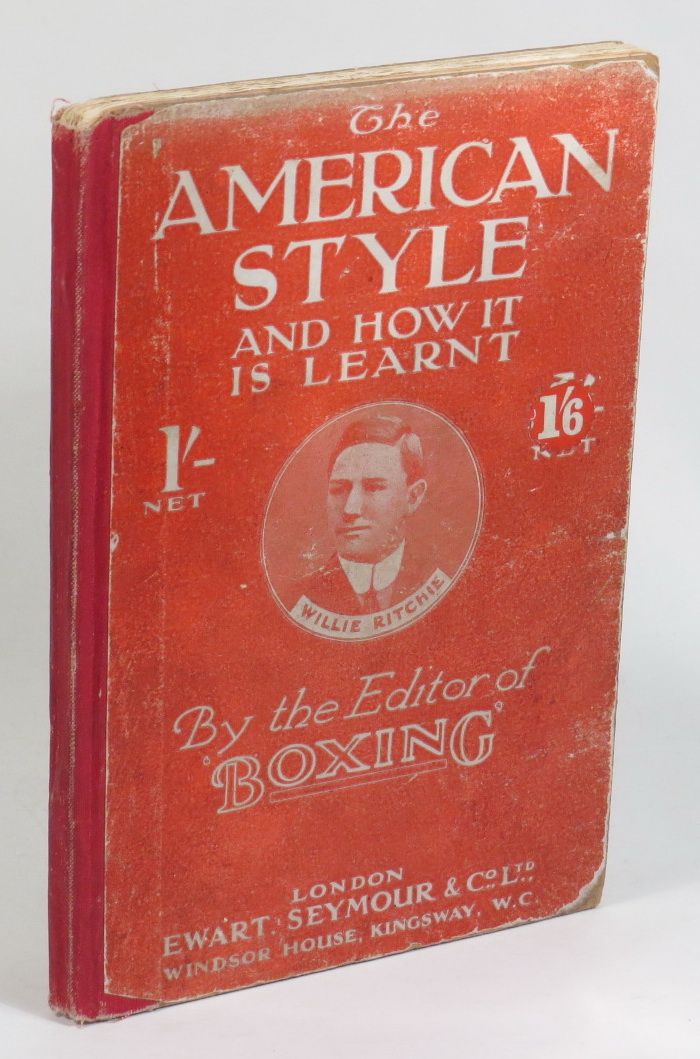 The
AMERICAN
STYLE
AND HOW IT
IS LEARNT
1/-
NET
1/6
WILLIE RITCHIE
By the Editor of
"BOXING"
LONDON
EWART, SEYMOUR & CO. LTD.
WINDSOR HOUSE, KINGSWAY, W.C.